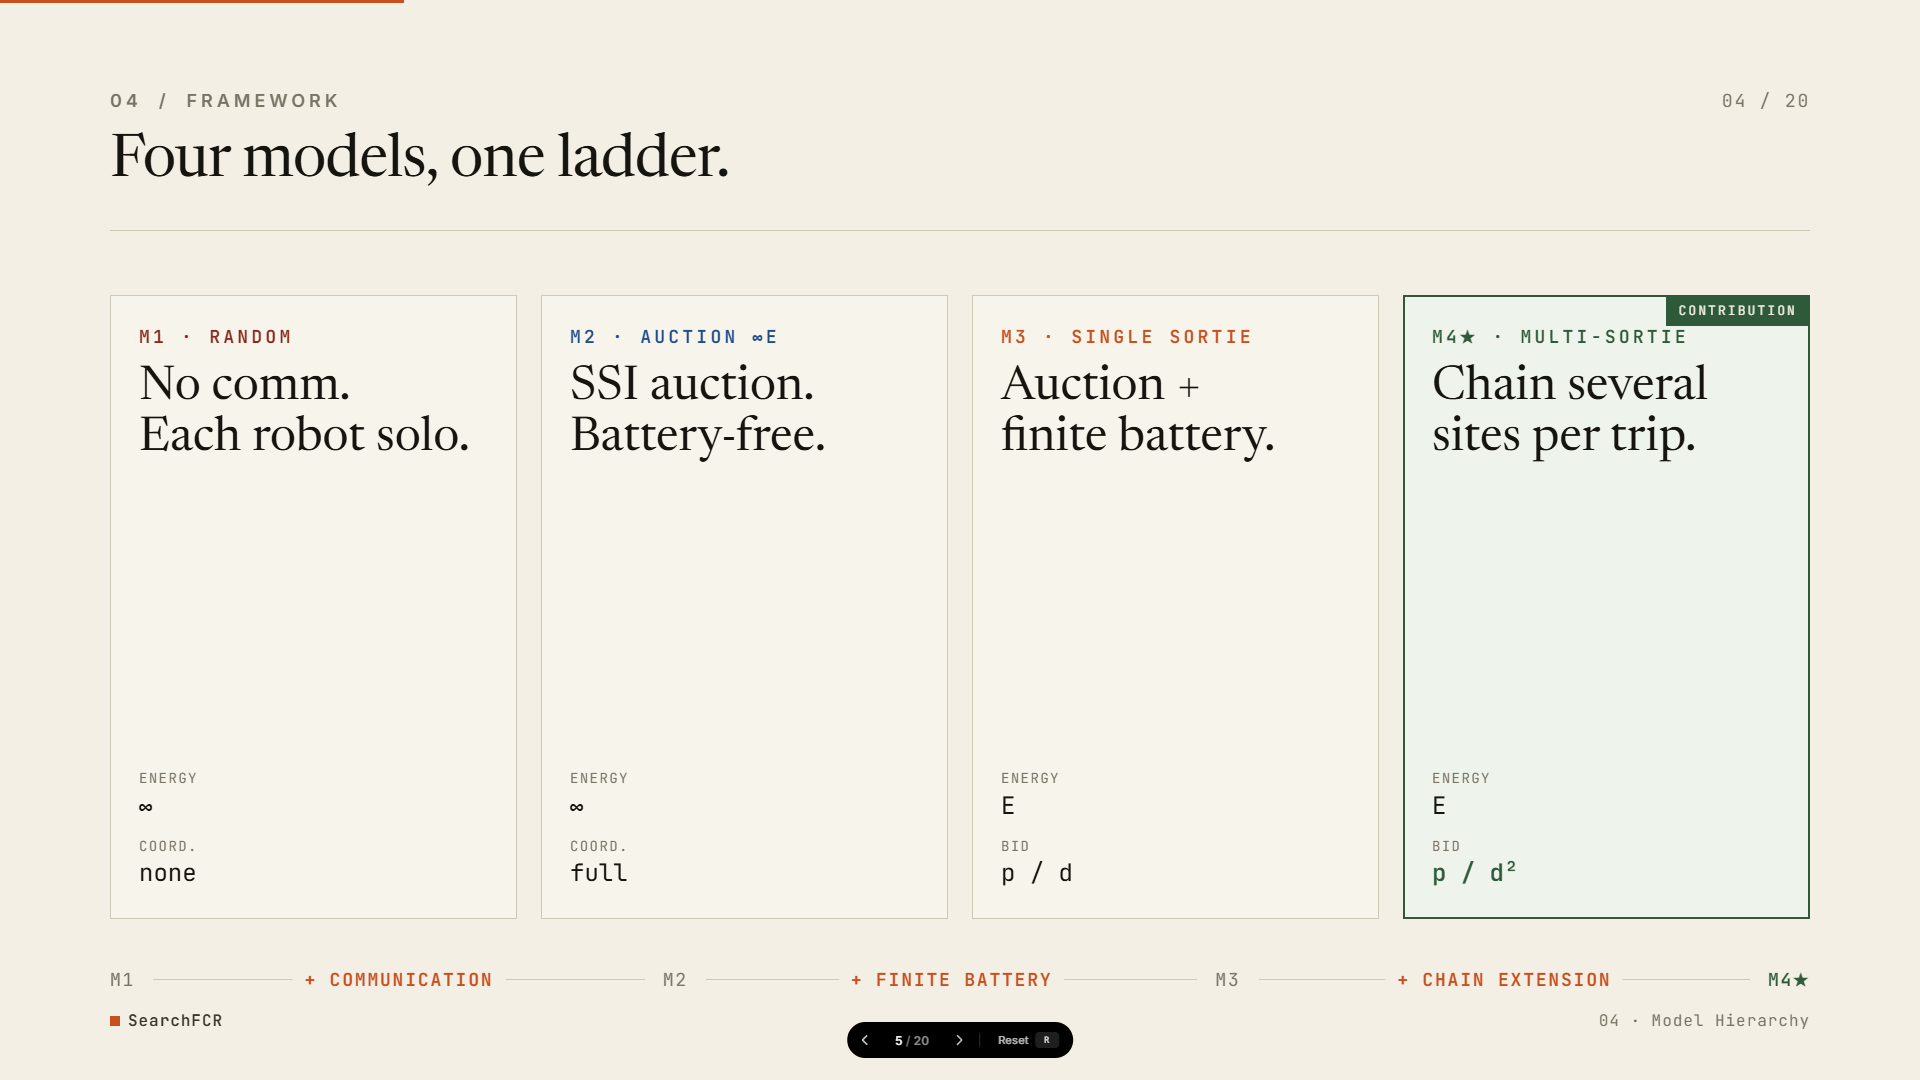 04 / FRAMEWORK
04 / 20
Four models, one ladder.
M1 · RANDOM
No comm.
Each robot solo.
ENERGY
∞
COORD.
none
M2 · AUCTION ∞E
SSI auction.
Battery-free.
ENERGY
∞
COORD.
full
M3 · SINGLE SORTIE
Auction +
finite battery.
ENERGY
E
BID
p / d
CONTRIBUTION
M4★ · MULTI-SORTIE
Chain several
sites per trip.
ENERGY
E
BID
p / d²
M1 + COMMUNICATION M2 + FINITE BATTERY M3 + CHAIN EXTENSION M4★
SearchFCR
5 / 20 Reset R
04 · Model Hierarchy